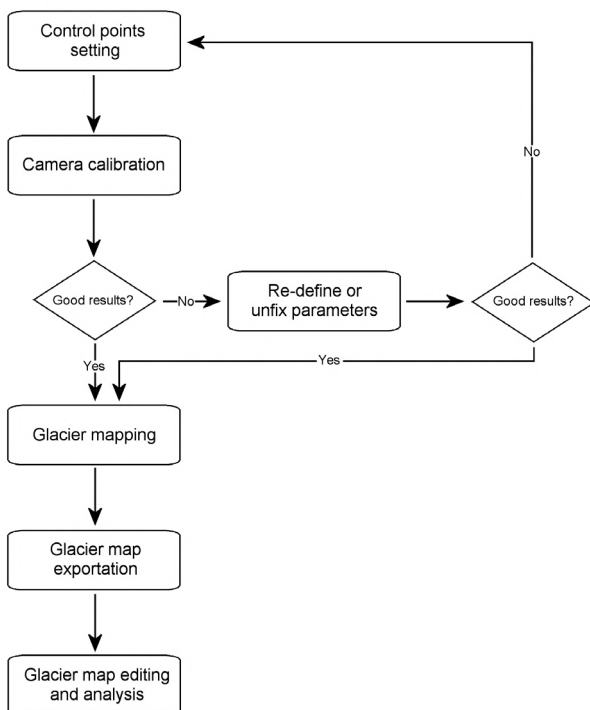 Control points
setting
No
Camera calibration
Good results?
No
Re-define or
unfix parameters
Good results?
Yes
Yes
Glacier mapping
Glacier map
exportation
Glacier map editing
and analysis